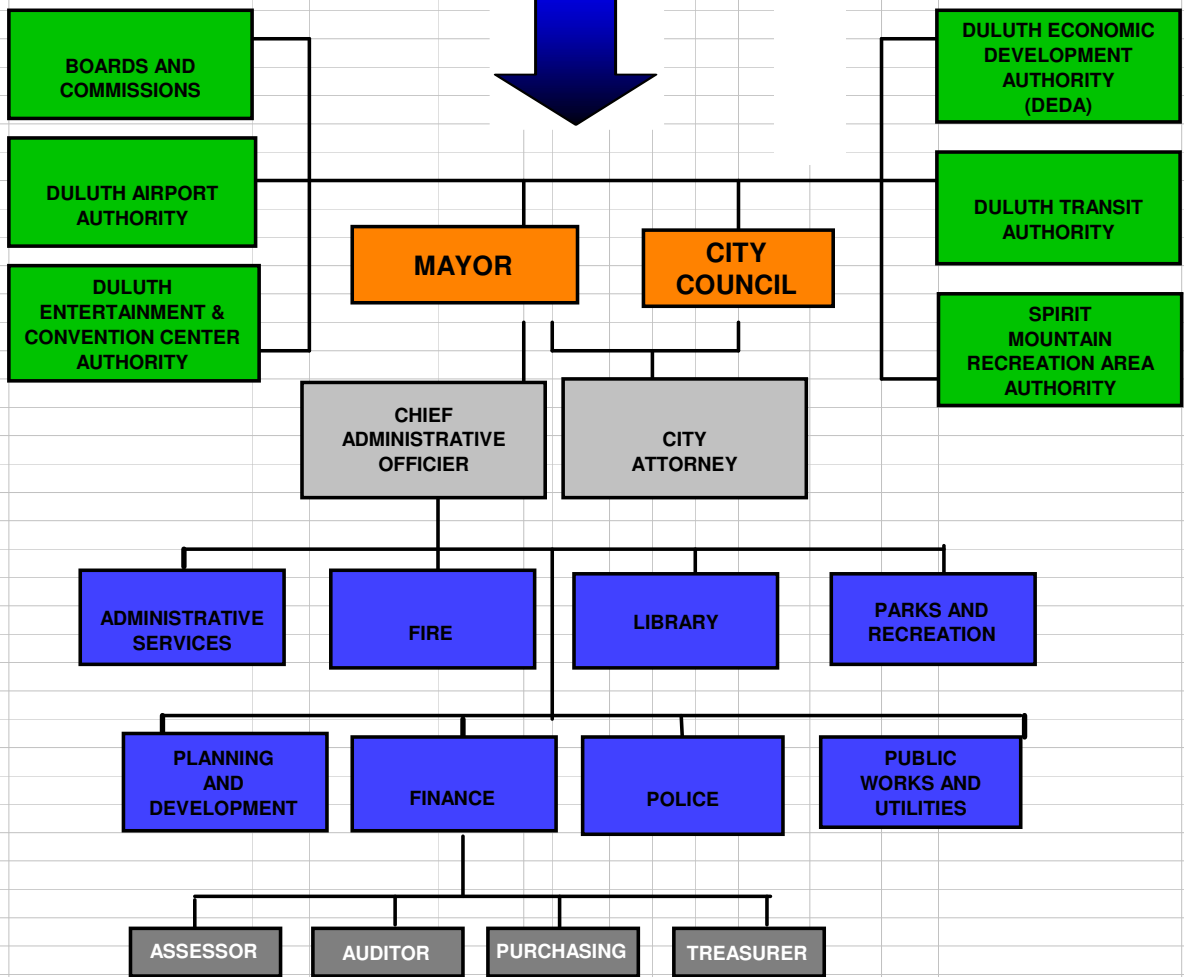 BOARDS AND
COMMISSIONS
DULUTH ECONOMIC
DEVELOPMENT
AUTHORITY
(DEDA)
DULUTH AIRPORT
AUTHORITY
DULUTH TRANSIT
AUTHORITY
MAYOR
CITY
COUNCIL
DULUTH
ENTERTAINMENT &
CONVENTION CENTER
AUTHORITY
SPIRIT
MOUNTAIN
RECREATION AREA
AUTHORITY
CHIEF
ADMINISTRATIVE
OFFICIER
CITY
ATTORNEY
ADMINISTRATIVE
SERVICES
FIRE
LIBRARY
PARKS AND
RECREATION
PLANNING
AND
DEVELOPMENT
FINANCE
POLICE
PUBLIC
WORKS AND
UTILITIES
ASSESSOR
AUDITOR
PURCHASING
TREASURER